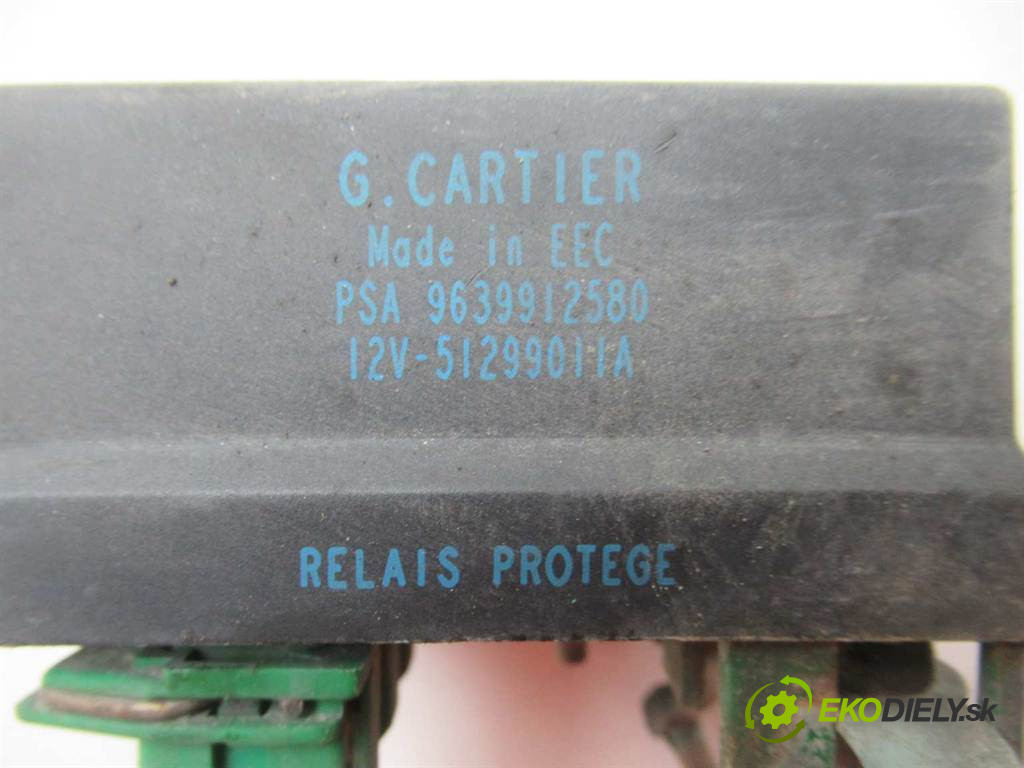 G. CARTIER
Made in EEC
PSA 9639912580
12V-51299011A
RELAIS PROTEGE
EKODIELY.sk